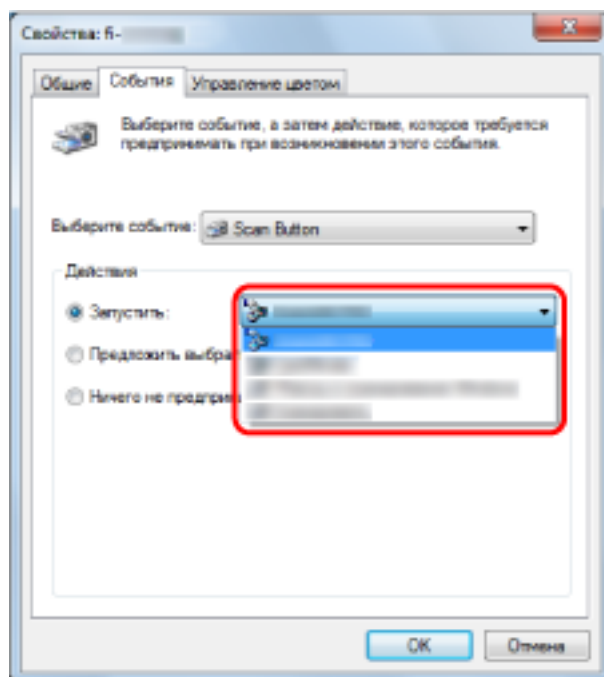 Свойства: fi-
Общие
События
Управление цветом
Выберите событие, а затем действие, которое требуется
предпринимать при возникновении этого события.
Выберите событие:
Scan Button
Действия
Запустить:
Предложить выбра
Ничего не предпри
OK
Отмена